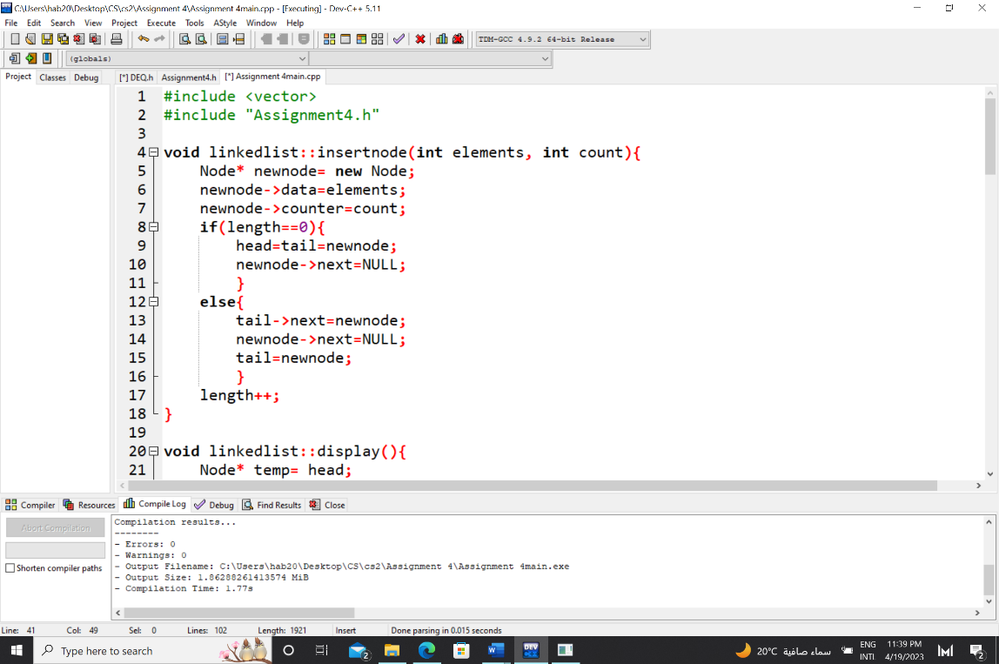 C:\Users\hab20\Desktop\CS\cs2\Assignment 4\Assignment 4main.cpp - [Executing] - Dev-C++ 5.11
File Edit Search View Project Execute Tools AStyle Window Help
TDM-GCC 4.9.2 64-bit Release
(globals)
Project Classes Debug [*] DEQ.h Assignment4.h [*] Assignment 4main.cpp
1 #include <vector>
2 #include "Assignment4.h"
3
4 void linkedlist::insertnode(int elements, int count){
5 Node* newnode= new Node;
6 newnode->data=elements;
7 newnode->counter=count;
8 if(length==0){
9 head=tail=newnode;
10 newnode->next=NULL;
11 }
12 else{
13 tail->next=newnode;
14 newnode->next=NULL;
15 tail=newnode;
16 }
17 length++;
18 }
19
20 void linkedlist::display(){
21 Node* temp= head;
Compiler Resources Compile Log Debug Find Results Close
Abort Compilation
Shorten compiler paths
Compilation results...
--------
- Errors: 0
- Warnings: 0
- Output Filename: C:\Users\hab20\Desktop\CS\cs2\Assignment 4\Assignment 4main.exe
- Output Size: 1.86288261413574 MiB
- Compilation Time: 1.77s
Line: 41 Col: 49 Sel: 0 Lines: 102 Length: 1921 Insert Done parsing in 0.015 seconds
Type here to search 2 W DEV 20°C سماء صافية ENG INTL 11:39 PM 4/19/2023 2